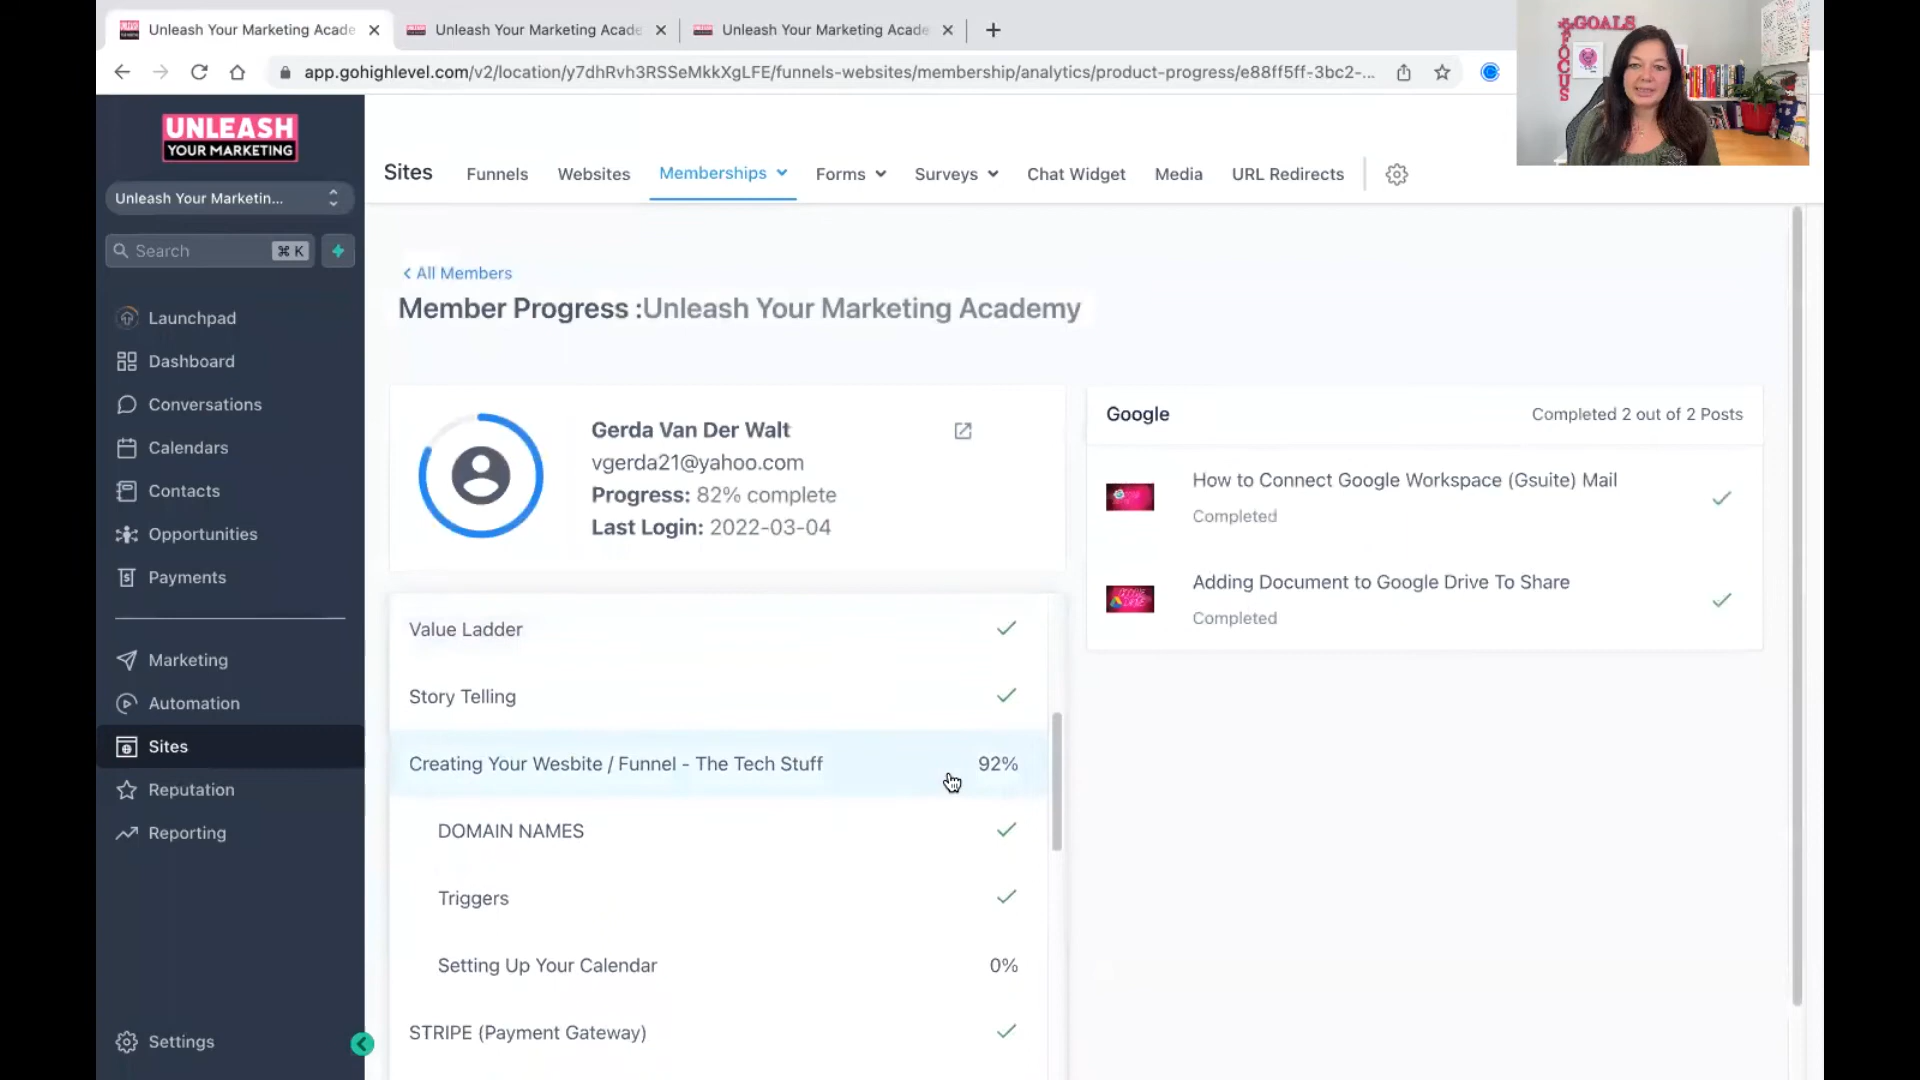 Unleash Your Marketing Acade
Unleash Your Marketing Acade
Unleash Your Marketing Acade
app.gohighlevel.com/v2/location/y7dhRvh3RSSeMkkXgLFE/funnels-websites/membership/analytics/product-progress/e88ff5ff-3bc2-...
GOALS
FOCUS
UNLEASH
YOUR MARKETING
Unleash Your Marketin...
Search
⌘ K
Launchpad
Dashboard
Conversations
Calendars
Contacts
Opportunities
Payments
Marketing
Automation
Sites
Reputation
Reporting
Settings
Sites
Funnels
Websites
Memberships
Forms
Surveys
Chat Widget
Media
URL Redirects
All Members
Member Progress :Unleash Your Marketing Academy
Gerda Van Der Walt
vgerda21@yahoo.com
Progress: 82% complete
Last Login: 2022-03-04
Value Ladder
Story Telling
Creating Your Wesbite / Funnel - The Tech Stuff 92%
DOMAIN NAMES
Triggers
Setting Up Your Calendar 0%
STRIPE (Payment Gateway)
Google
Completed 2 out of 2 Posts
How to Connect Google Workspace (Gsuite) Mail
Completed
Adding Document to Google Drive To Share
Completed